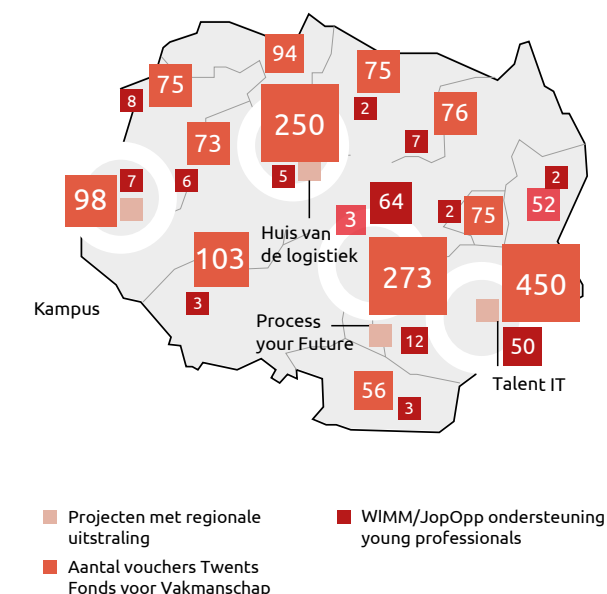 94
75
75
8
2
76
250
73
7
5
7
6
2
98
64
2
75
52
3
Huis van
de logistiek
103
273
450
3
Kampus
Process
your Future
12
50
Talent IT
56
3
Projecten met regionale
uitstraling
Aantal vouchers Twents
Fonds voor Vakmanschap
WIMM/JopOpp ondersteuning
young professionals